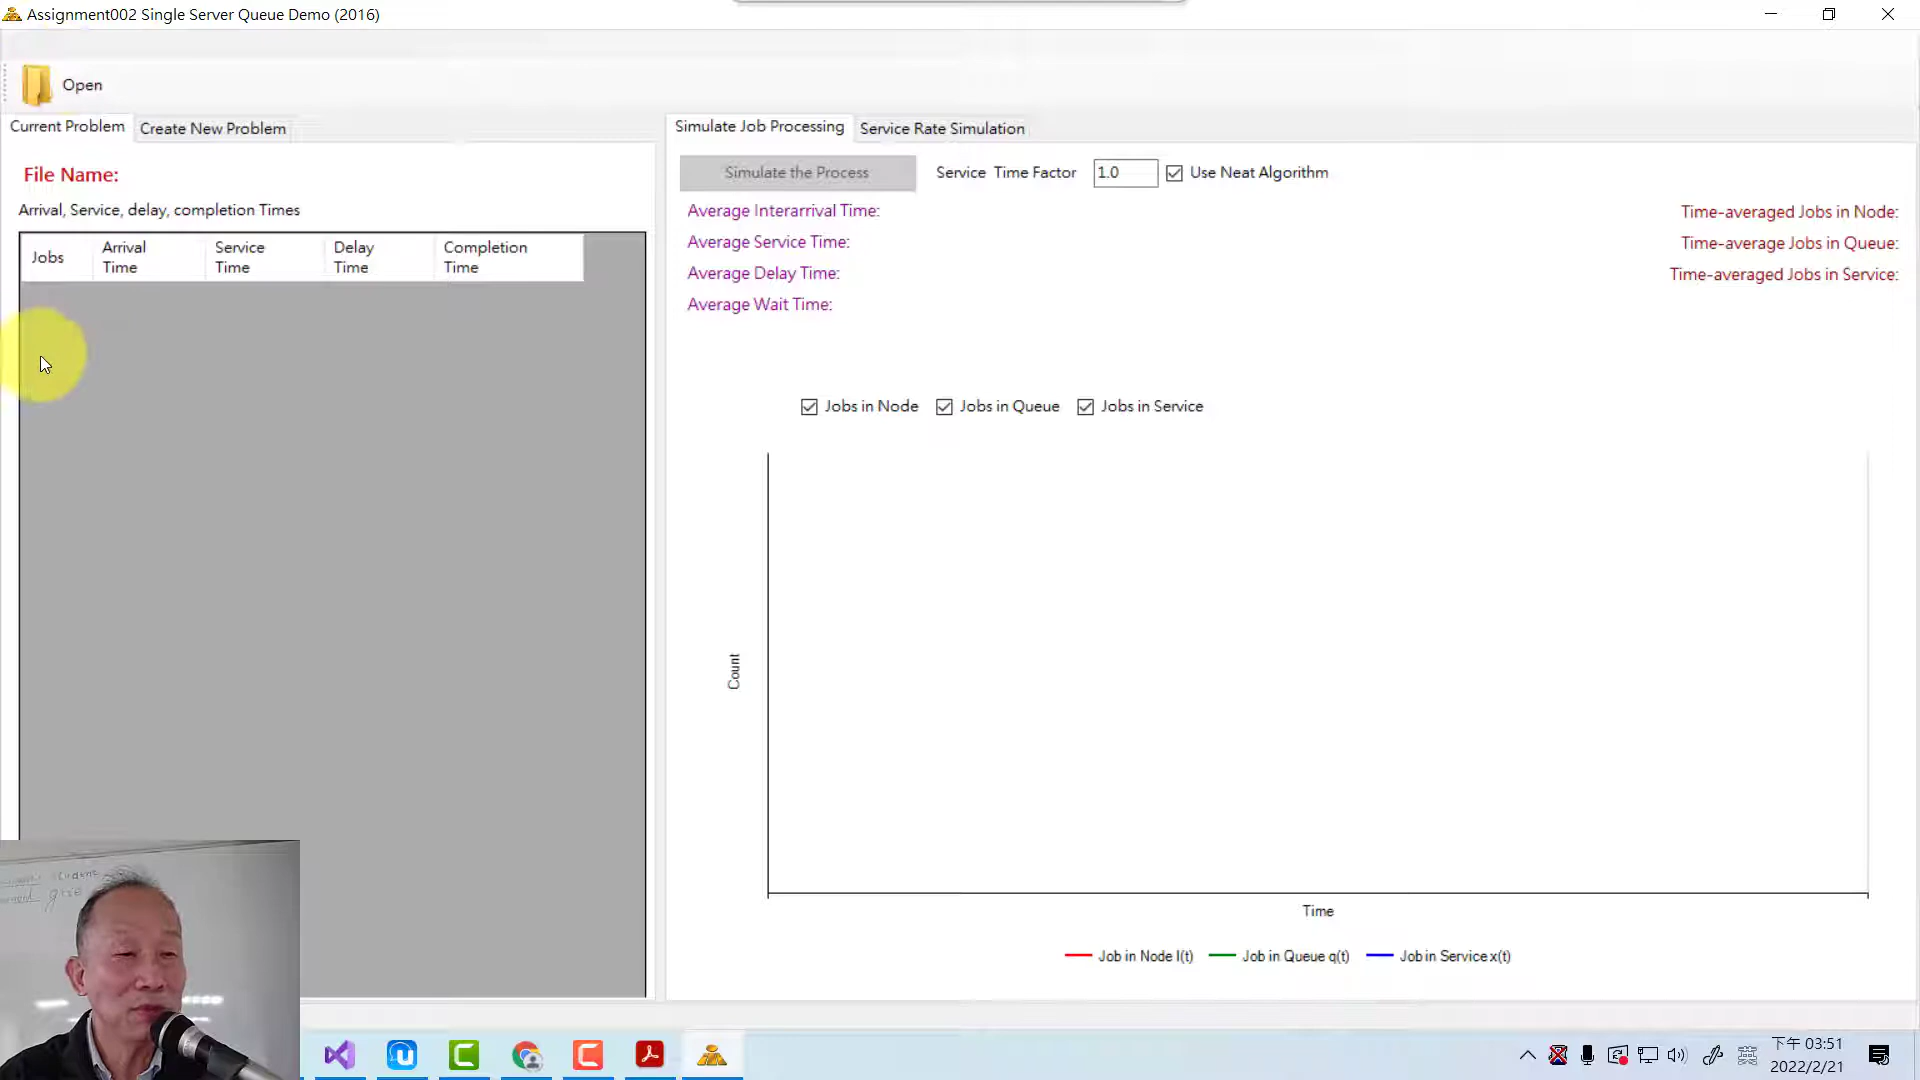 Assignment002 Single Server Queue Demo (2016)
Open
Current Problem
Create New Problem
File Name:
Arrival, Service, delay, completion Times
Jobs
Arrival
Time
Service
Time
Delay
Time
Completion
Time
Simulate Job Processing
Service Rate Simulation
Simulate the Process
Service Time Factor
1.0
Use Neat Algorithm
Average Interarrival Time:
Average Service Time:
Average Delay Time:
Average Wait Time:
Time-averaged Jobs in Node:
Time-average Jobs in Queue:
Time-averaged Jobs in Service:
Jobs in Node
Jobs in Queue
Jobs in Service
Count
Time
Job in Node l(t)
Job in Queue q(t)
Job in Service x(t)
下午 03:51
2022/2/21